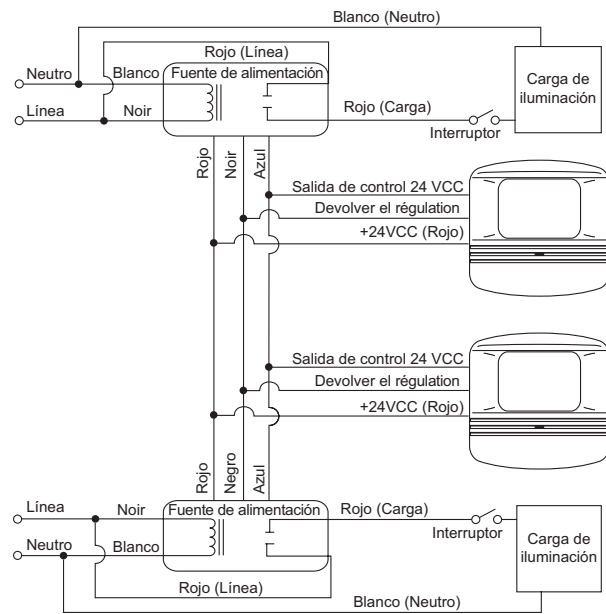 Blanco (Neutro)
Rojo (Línea)
Neutro
Blanco
Fuente de alimentación
Carga de
iluminación
Línea
Noir
Rojo (Carga)
Interruptor
Rojo
Noir
Azul
Salida de control 24 VCC
Devolver el régulation
+24VCC (Rojo)
Salida de control 24 VCC
Devolver el régulation
+24VCC (Rojo)
Rojo
Negro
Azul
Línea
Noir
Fuente de alimentación
Rojo (Carga)
Interruptor
Carga de
iluminación
Neutro
Blanco
Rojo (Línea)
Blanco (Neutro)